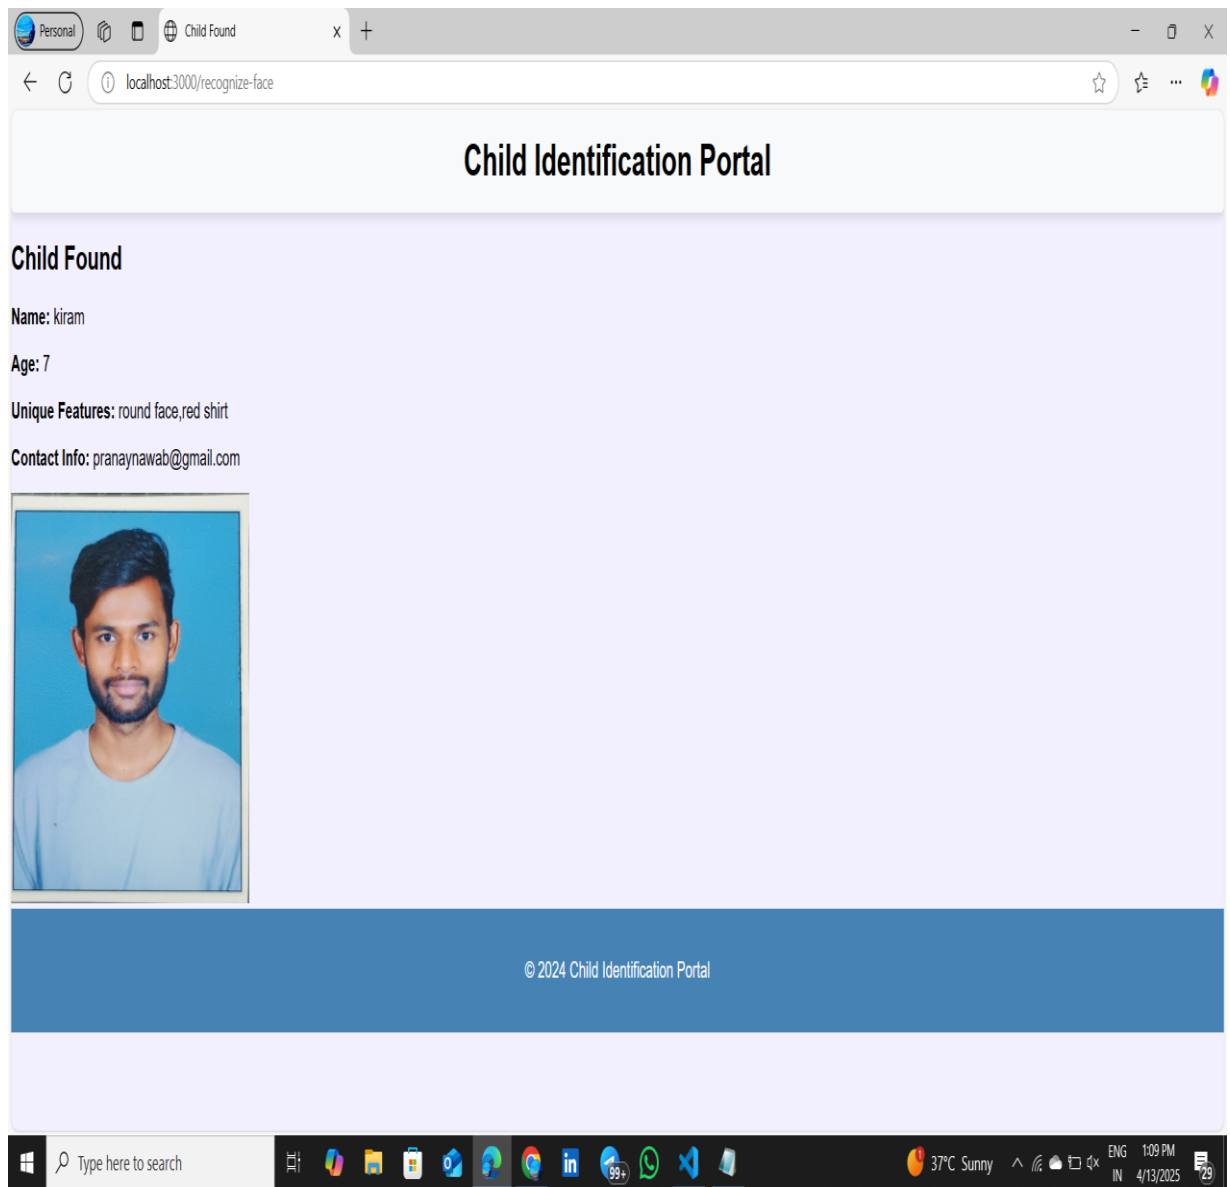 Personal
Child Found
localhost:3000/recognize-face
Child Identification Portal
Child Found
Name: kiram
Age: 7
Unique Features: round face,red shirt
Contact Info: pranaynawab@gmail.com
© 2024 Child Identification Portal
Type here to search
99+
37°C Sunny
ENG 1:09 PM
IN 4/13/2025
29